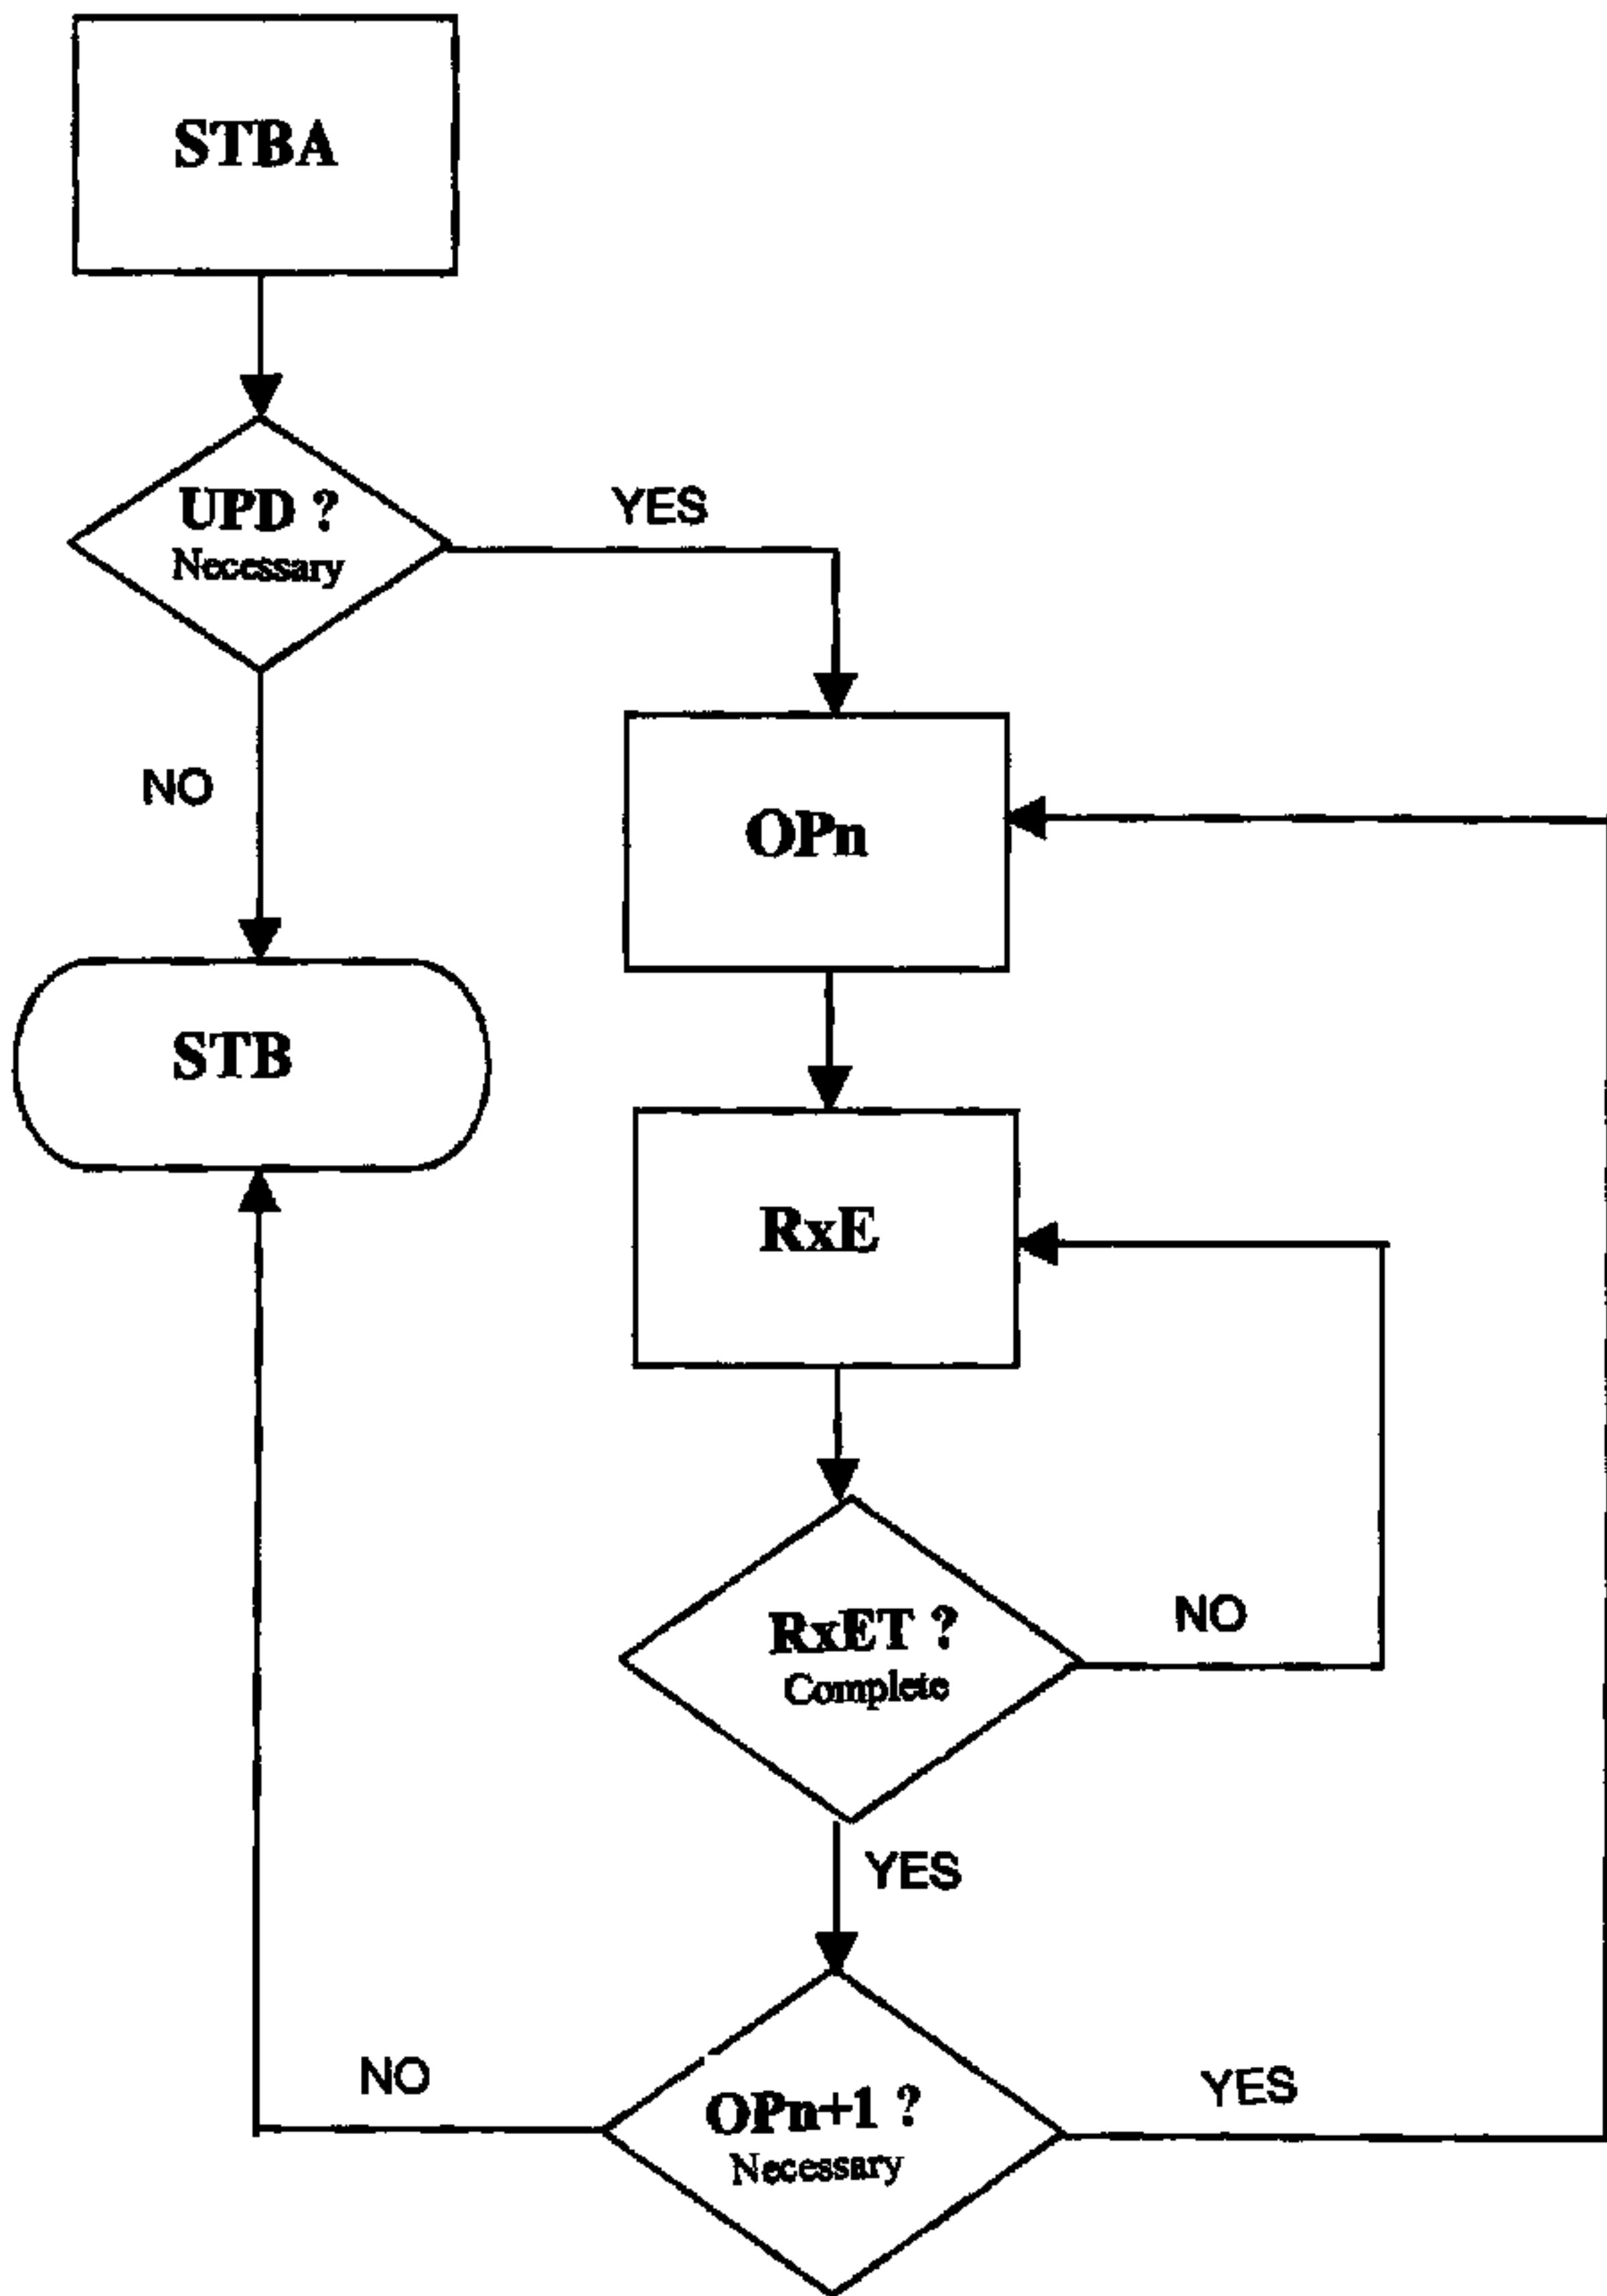 STBA
UPD ?
Necessary
YES
NO
OPn
STB
RxE
RxET ?
Complete
NO
YES
NO
OPn+1 ?
Necessary
YES